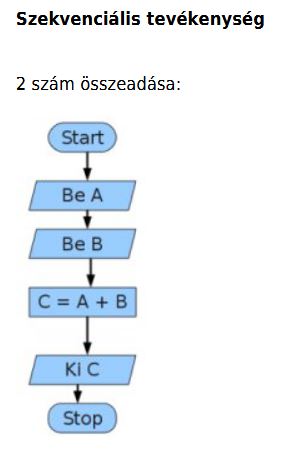 Szekvenciális tevékenység
2 szám összeadása:
Start
Be A
Be B
C = A + B
Ki C
Stop